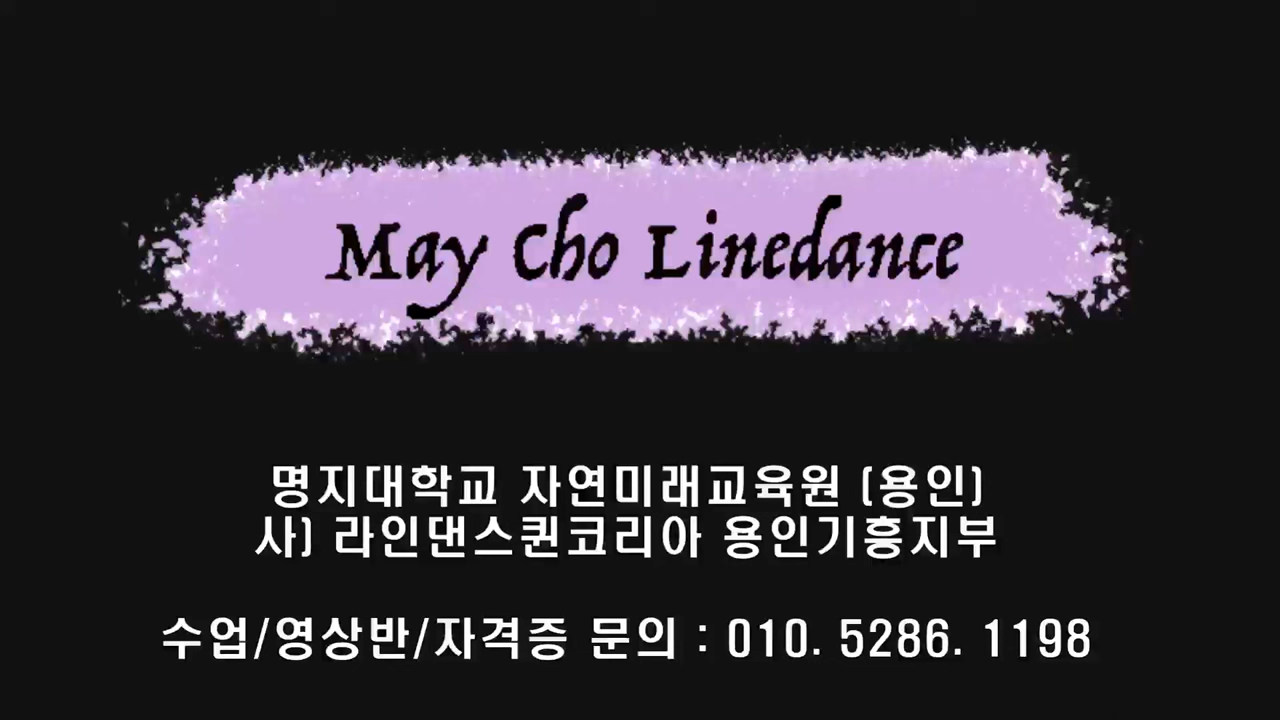 May Cho Linedance
명지대학교 자연미래교육원 (용인)
사) 라인댄스퀸코리아 용인기흥지부
수업/영상반/자격증 문의 : 010. 5286. 1198